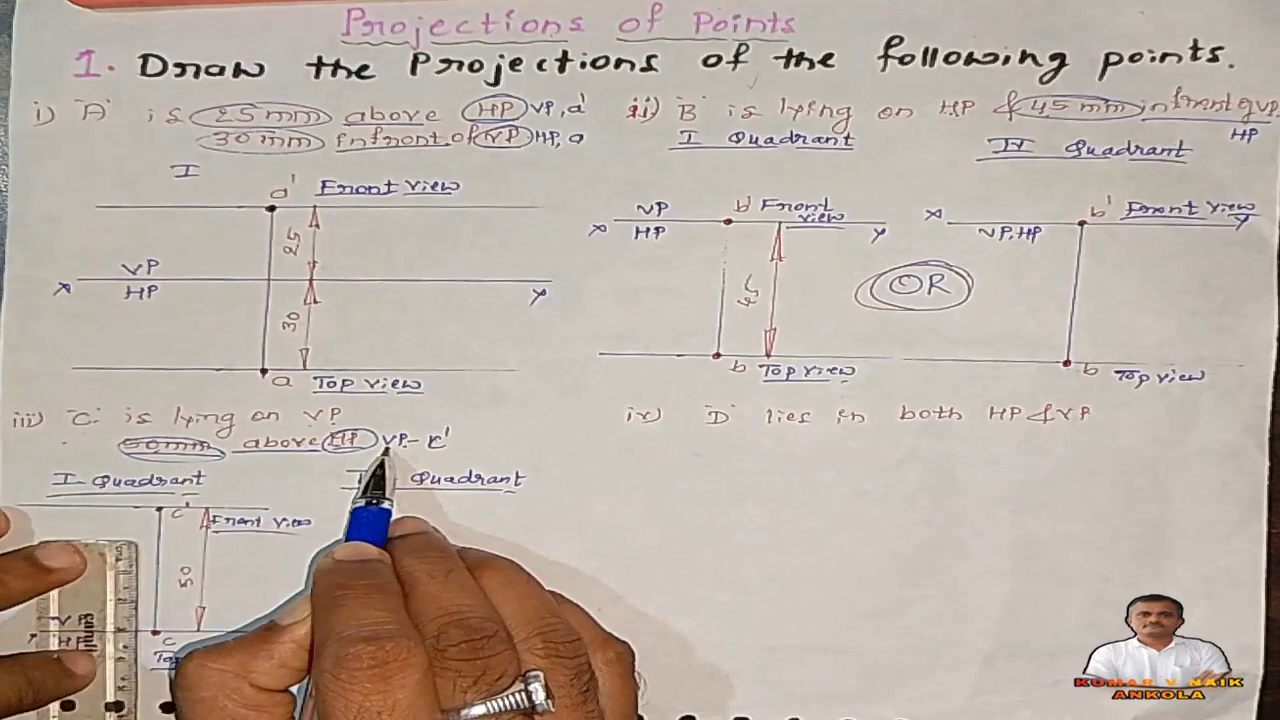 Projections of Points
1. Draw the Projections of the following points.
i) 'A' is 25mm above HP VP, a'
30mm infront of VP HP, a
ii) B is lying on HP & 45mm infront of VP
HP
I Quadrant
IV Quadrant
I
a' Front view
25
VP
X HP Y
30
a Top view
VP b' Front view
X HP Y
45
b Top view
OR
X b' Front view Y
VP, HP
b Top view
iii) C is lying on VP
50mm above HP VP - c'
I - Quadrant
Quadrant
c' Front view
50
X
c
iv) D lies in both HP & VP
KUMAR V NAIK
ANKOLA